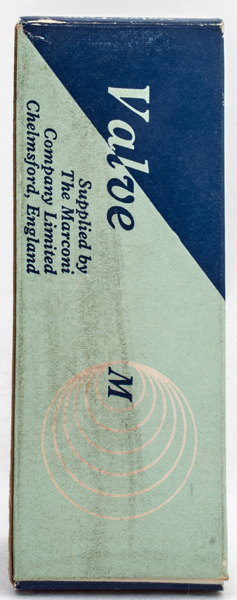 Valve
Supplied by
The Marconi
Company Limited
Chelmsford, England
M